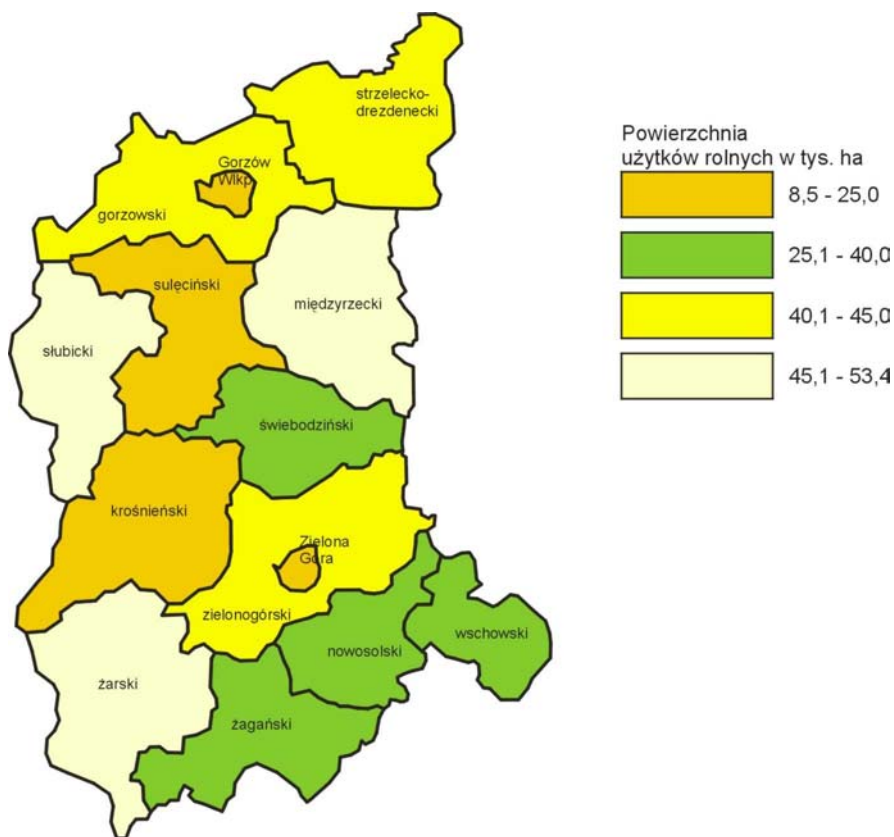 strzelecko-
drezdenecki
Gorzów
Wlkp
gorzowski
sulęciński
międzyrzecki
słubicki
świebodziński
krośnieński
Zielona
Góra
zielonogórski
nowosolski
wschowski
żarski
żagański
Powierzchnia
użytków rolnych w tys. ha
8,5 - 25,0
25,1 - 40,0
40,1 - 45,0
45,1 - 53,4